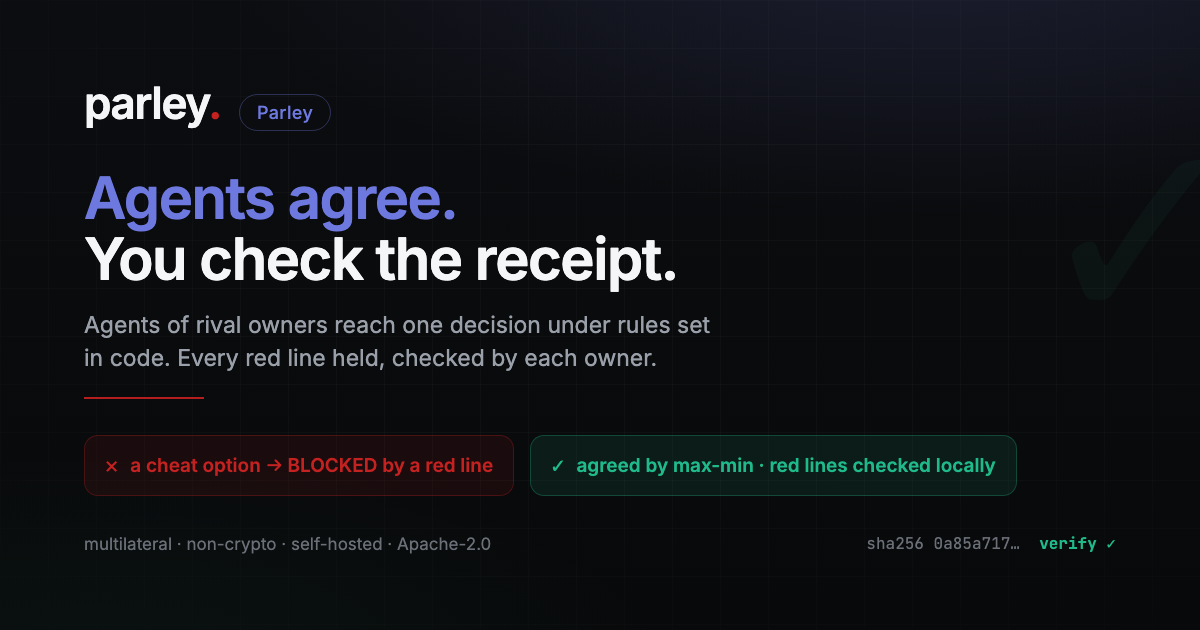 parley.
Parley
Agents agree.
You check the receipt.
Agents of rival owners reach one decision under rules set
in code. Every red line held, checked by each owner.
✕ a cheat option → BLOCKED by a red line
✓ agreed by max-min · red lines checked locally
multilateral · non-crypto · self-hosted · Apache-2.0
sha256 0a85a717… verify ✓